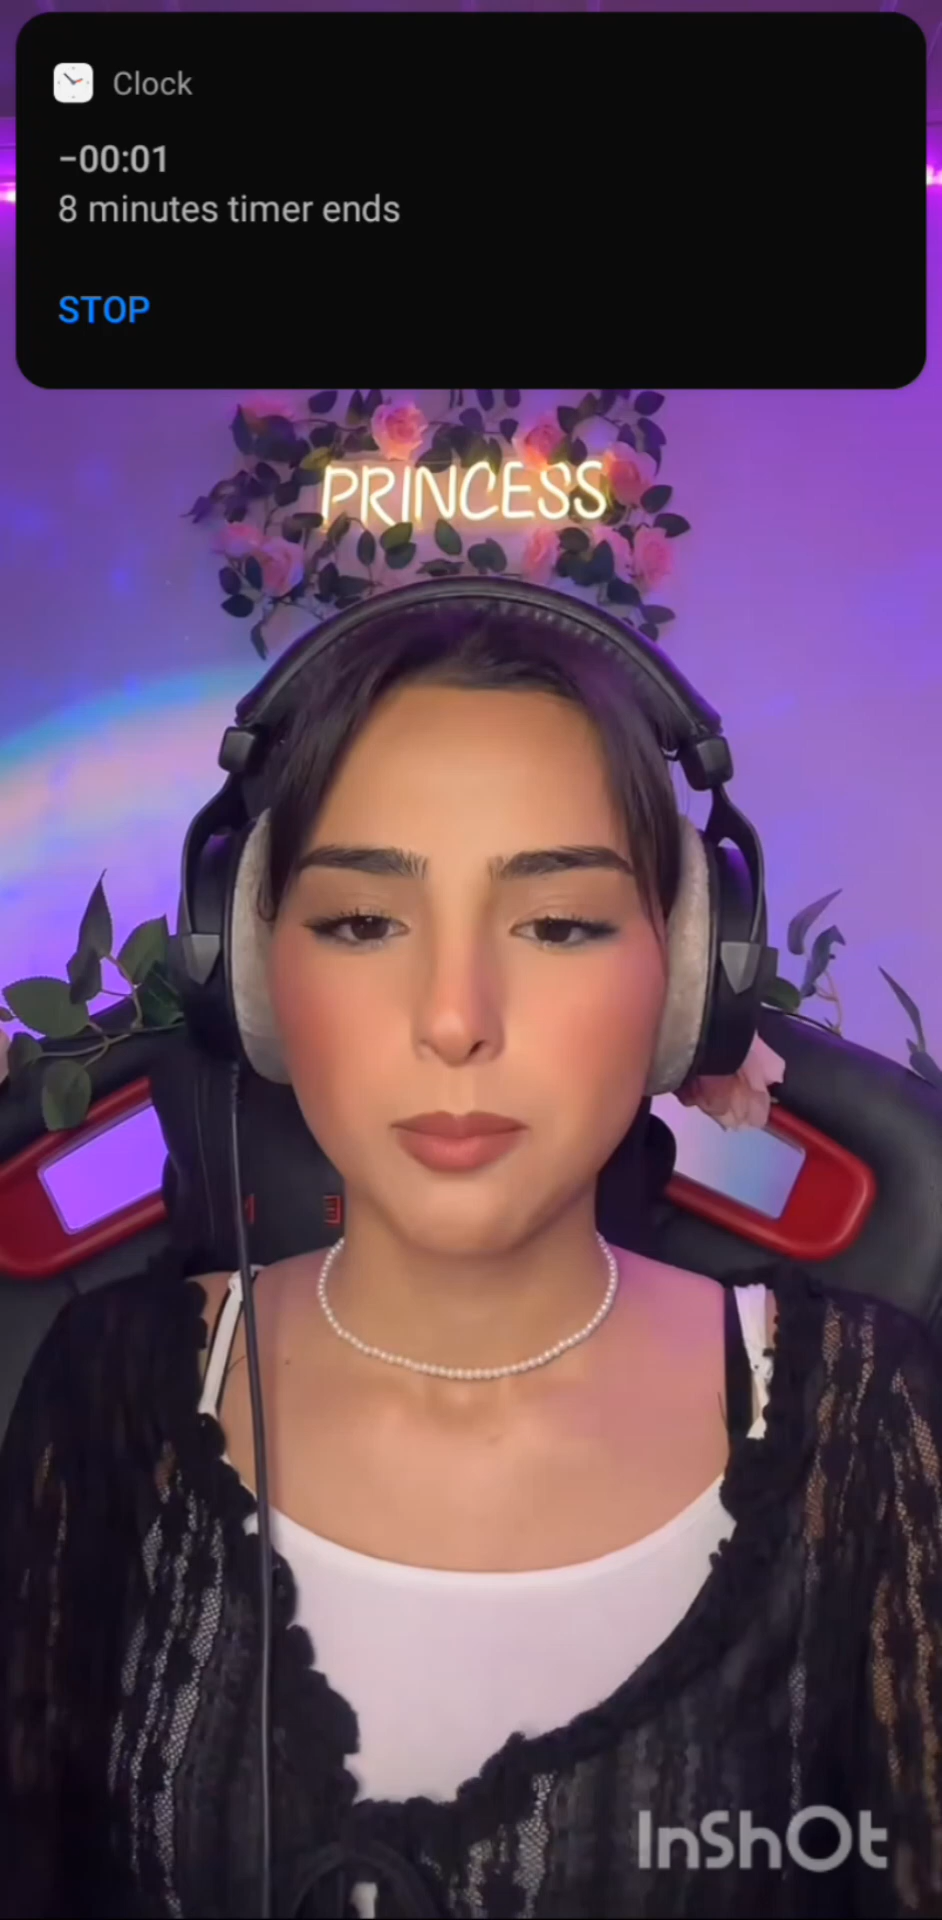 Clock
−00:01
8 minutes timer ends
STOP
PRINCESS
InShOt